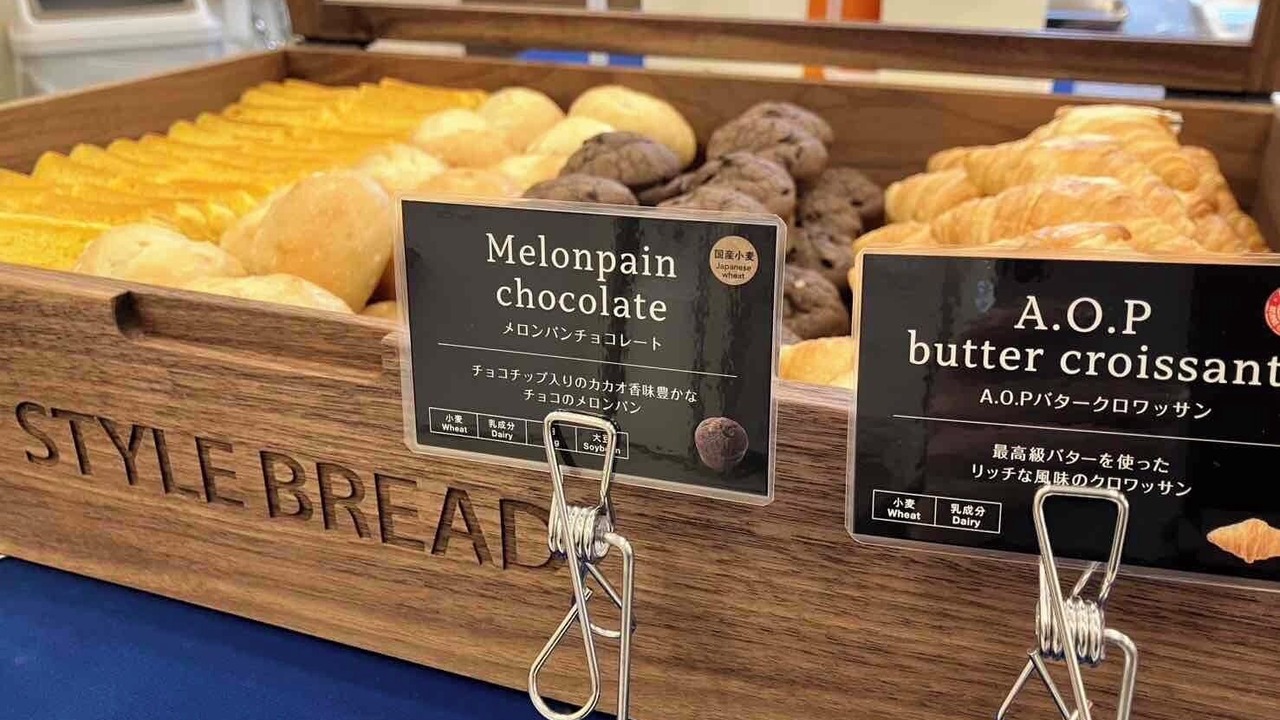 Melonpain
chocolate
国産小麦
Japanese
wheat
メロンパンチョコレート
チョコチップ入りのカカオ香味豊かな
チョコのメロンパン
小麦 乳成分
Wheat Dairy
A.O.P
butter croissant
A.O.Pバタークロワッサン
最高級バターを使った
リッチな風味のクロワッサン
小麦 乳成分
Wheat Dairy
STYLE BREAD